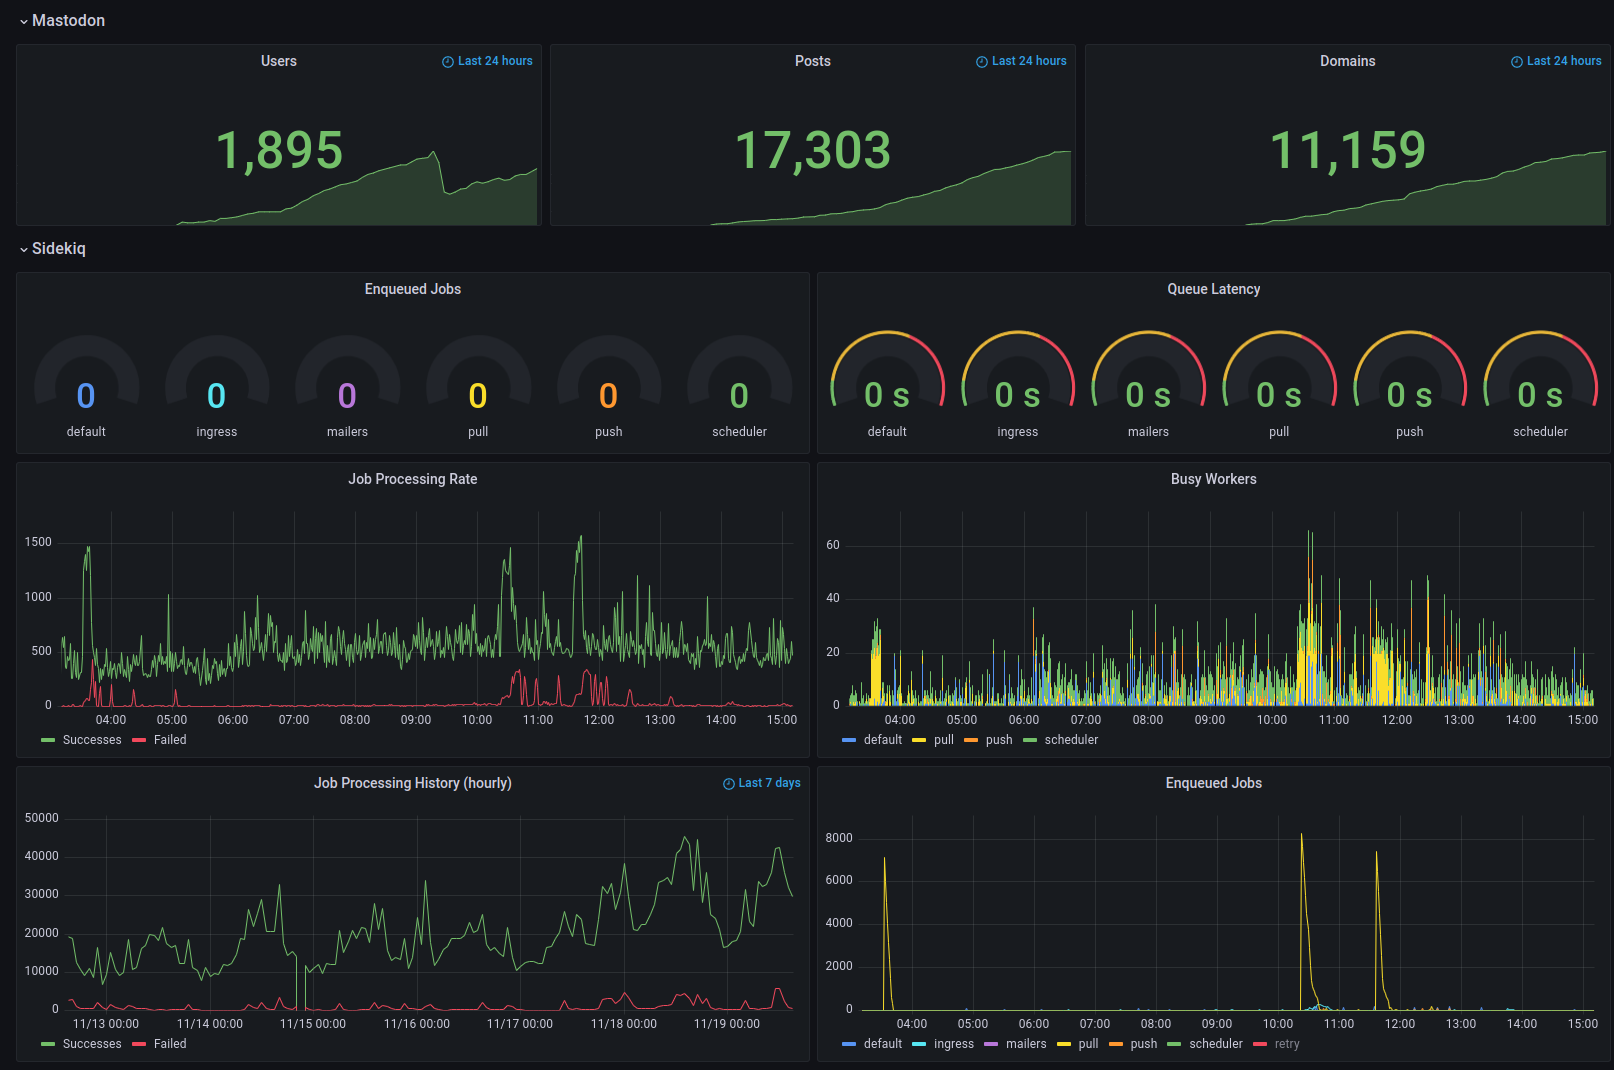 Mastodon
Users
Last 24 hours
1,895
Posts
Last 24 hours
17,303
Domains
Last 24 hours
11,159
Sidekiq
Enqueued Jobs
0 0 0 0 0 0
default ingress mailers pull push scheduler
Queue Latency
0 s 0 s 0 s 0 s 0 s 0 s
default ingress mailers pull push scheduler
Job Processing Rate
1500
1000
500
0
04:00 05:00 06:00 07:00 08:00 09:00 10:00 11:00 12:00 13:00 14:00 15:00
Successes Failed
Busy Workers
60
40
20
0
04:00 05:00 06:00 07:00 08:00 09:00 10:00 11:00 12:00 13:00 14:00 15:00
default pull push scheduler
Job Processing History (hourly)
Last 7 days
50000
40000
30000
20000
10000
0
11/13 00:00 11/14 00:00 11/15 00:00 11/16 00:00 11/17 00:00 11/18 00:00 11/19 00:00
Successes Failed
Enqueued Jobs
8000
6000
4000
2000
0
04:00 05:00 06:00 07:00 08:00 09:00 10:00 11:00 12:00 13:00 14:00 15:00
default ingress mailers pull push scheduler retry